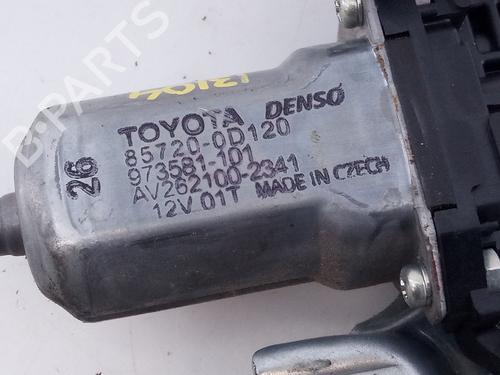 B-PARTS
TOYOTA DENSO
85720-0D120
973581-101
AV262100-2341
12V 01T MADE IN CZECH
26